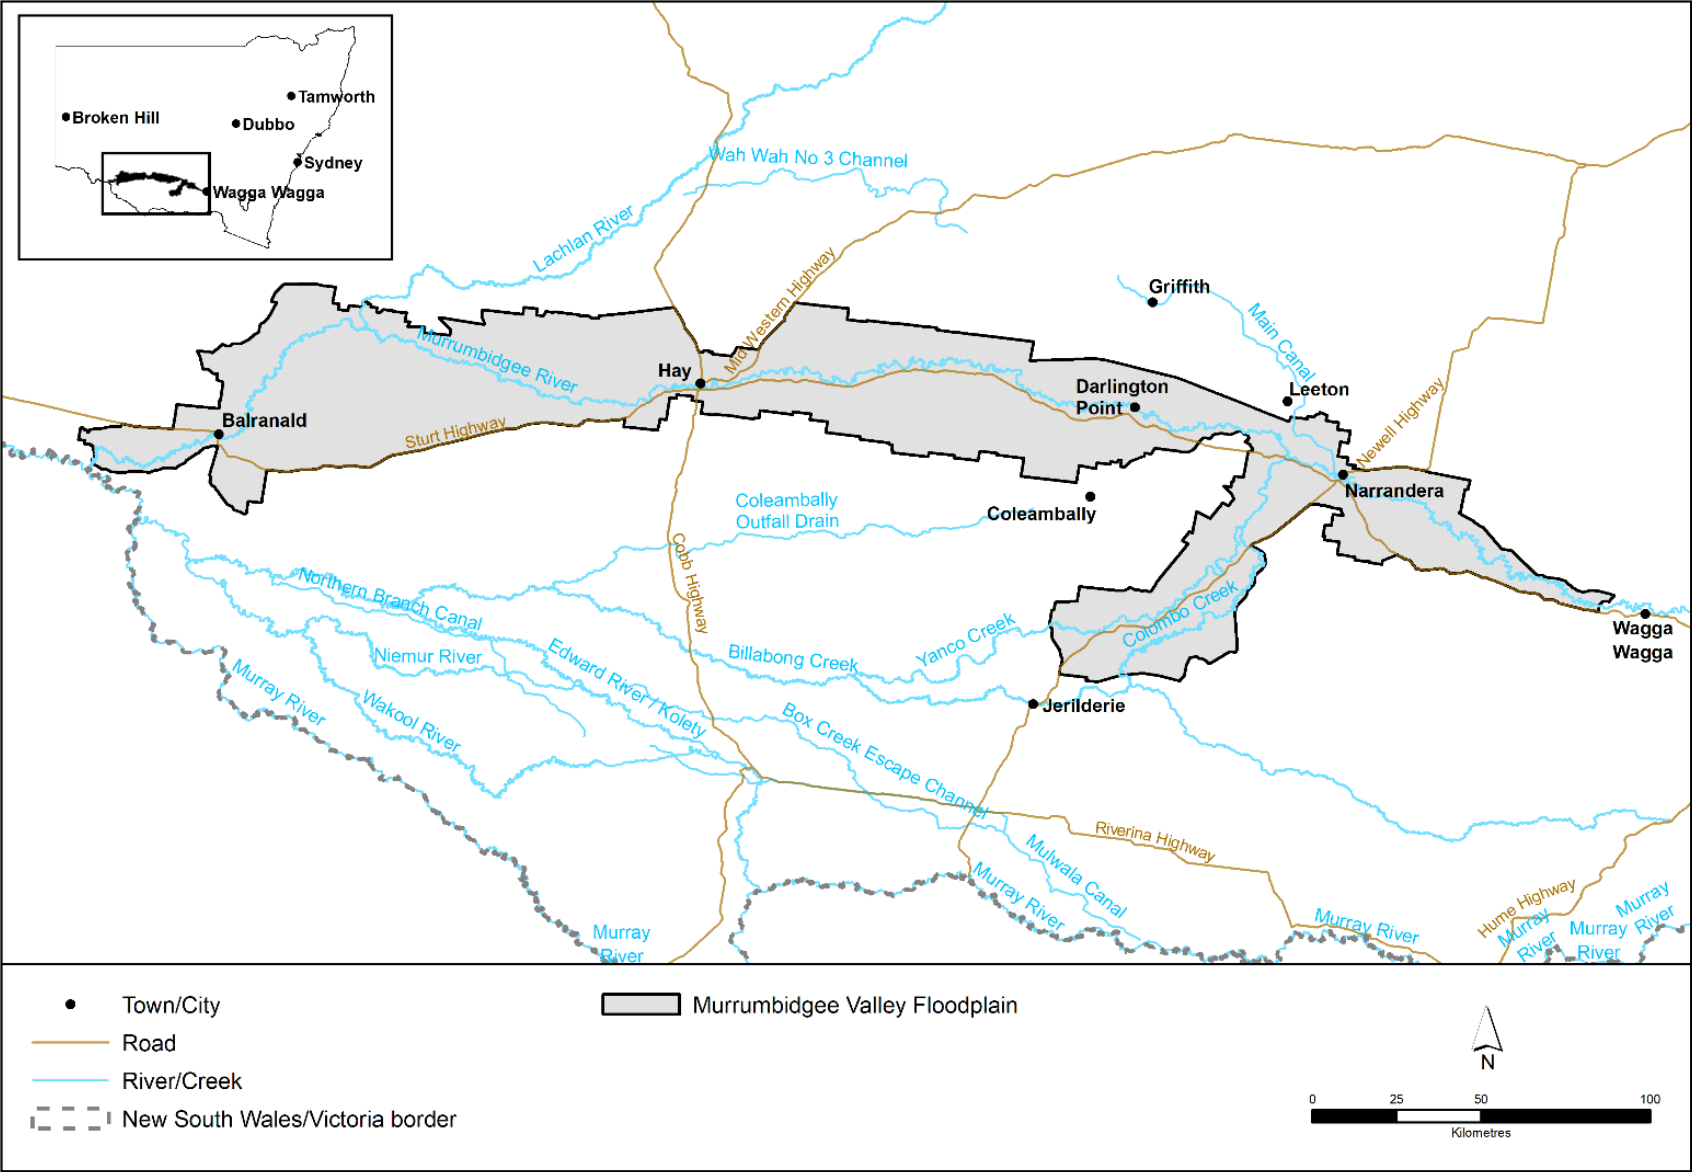 Tamworth
Broken Hill
Dubbo
Sydney
Wagga Wagga
Wah Wah No 3 Channel
Lachlan River
Mid Western Highway
Griffith
Main Canal
Murrumbidgee River
Hay
Darlington
Point
Leeton
Newell Highway
Balranald
Sturt Highway
Narrandera
Coleambally
Outfall Drain
Coleambally
Cobb Highway
Northern Branch Canal
Colombo Creek
Yanco Creek
Wagga
Wagga
Niemur River
Edward River / Kolety
Billabong Creek
Murray River
Wakool River
Jerilderie
Box Creek Escape Channel
Riverina Highway
Mulwala Canal
Murray River
Murray
River
Murray River
Hume Highway
Murray
River
Murray
River
Murray
River
Town/City
Road
River/Creek
New South Wales/Victoria border
Murrumbidgee Valley Floodplain
N
0 25 50 100
Kilometres